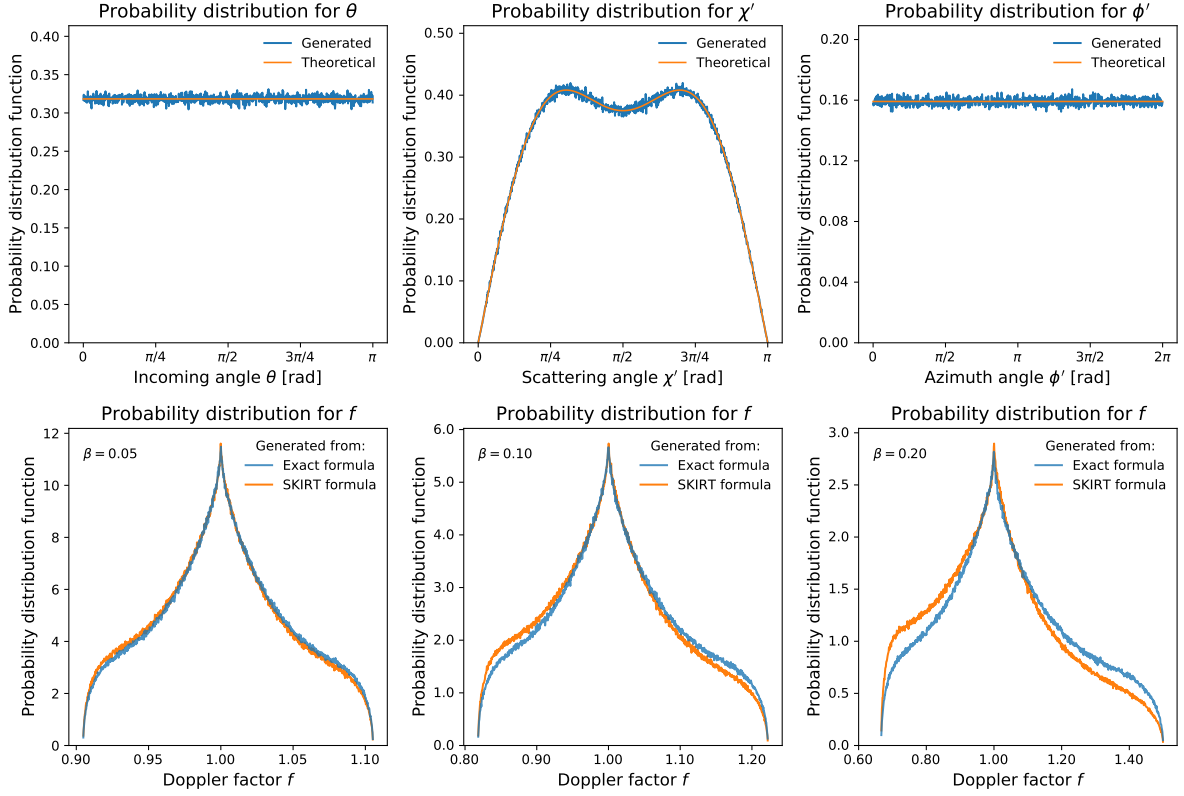 Probability distribution for θ
Probability distribution function
0.40
0.35
0.30
0.25
0.20
0.15
0.10
0.05
0.00
Generated
Theoretical
0
π/4
π/2
3π/4
π
Incoming angle θ [rad]
Probability distribution for χ′
Probability distribution function
0.50
0.40
0.30
0.20
0.10
0.00
Generated
Theoretical
0
π/4
π/2
3π/4
π
Scattering angle χ′ [rad]
Probability distribution for ϕ′
Probability distribution function
0.20
0.16
0.12
0.08
0.04
0.00
Generated
Theoretical
0
π/2
π
3π/2
2π
Azimuth angle ϕ′ [rad]
Probability distribution for f
Probability distribution function
12
10
8
6
4
2
0
β = 0.05
Generated from:
Exact formula
SKIRT formula
0.90
0.95
1.00
1.05
1.10
Doppler factor f
Probability distribution for f
Probability distribution function
6.0
5.0
4.0
3.0
2.0
1.0
0.0
β = 0.10
Generated from:
Exact formula
SKIRT formula
0.80
0.90
1.00
1.10
1.20
Doppler factor f
Probability distribution for f
Probability distribution function
3.0
2.5
2.0
1.5
1.0
0.5
0.0
β = 0.20
Generated from:
Exact formula
SKIRT formula
0.60
0.80
1.00
1.20
1.40
Doppler factor f